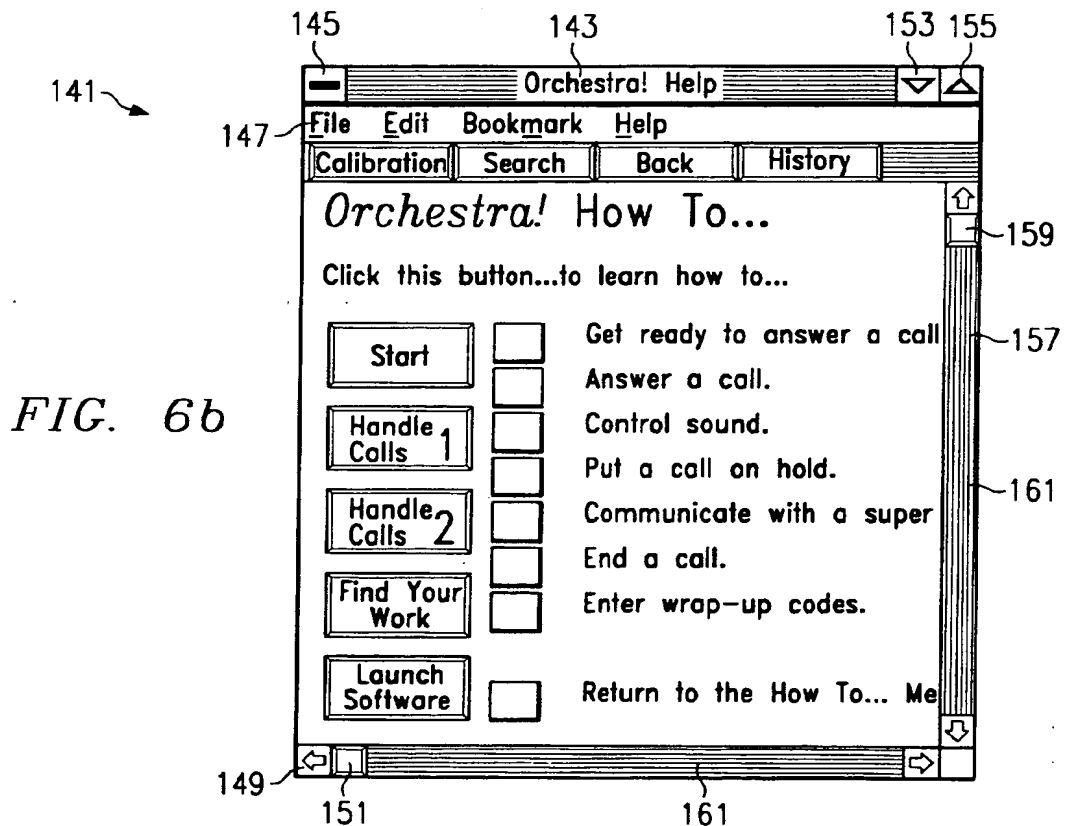 145 143 153 155
141
Orchestra! Help
147
File Edit Bookmark Help
Calibration Search Back History
Orchestra! How To...
159
Click this button...to learn how to...
Start
Get ready to answer a call
157
Answer a call.
FIG. 6b
Handle Calls 1
Control sound.
Put a call on hold.
161
Handle Calls 2
Communicate with a super
End a call.
Find Your Work
Enter wrap-up codes.
Launch Software
Return to the How To... Me
149
151
161